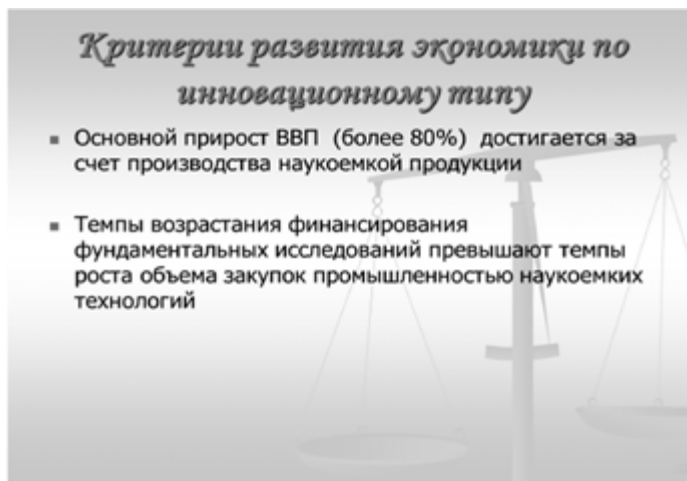 Критерии развития экономики по
инновационному типу
Основной прирост ВВП (более 80%) достигается за
счет производства наукоемкой продукции
Темпы возрастания финансирования
фундаментальных исследований превышают темпы
роста объема закупок промышленностью наукоемких
технологий